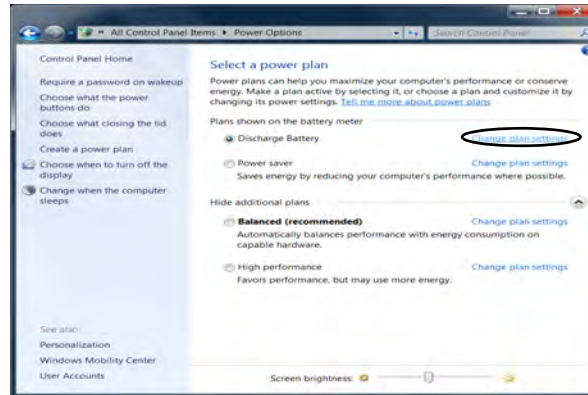 All Control Panel Items ▸ Power Options
Search Control Panel
Control Panel Home
Require a password on wakeup
Choose what the power
buttons do
Choose what closing the lid
does
Create a power plan
Choose when to turn off the
display
Change when the computer
sleeps
See also
Personalization
Windows Mobility Center
User Accounts
Select a power plan
Power plans can help you maximize your computer's performance or conserve
energy. Make a plan active by selecting it, or choose a plan and customize it by
changing its power settings. Tell me more about power plans
Plans shown on the battery meter
Discharge Battery Change plan settings
Power saver Change plan settings
Saves energy by reducing your computer's performance where possible.
Hide additional plans
Balanced (recommended) Change plan settings
Automatically balances performance with energy consumption on
capable hardware.
High performance Change plan settings
Favors performance, but may use more energy.
Screen brightness: